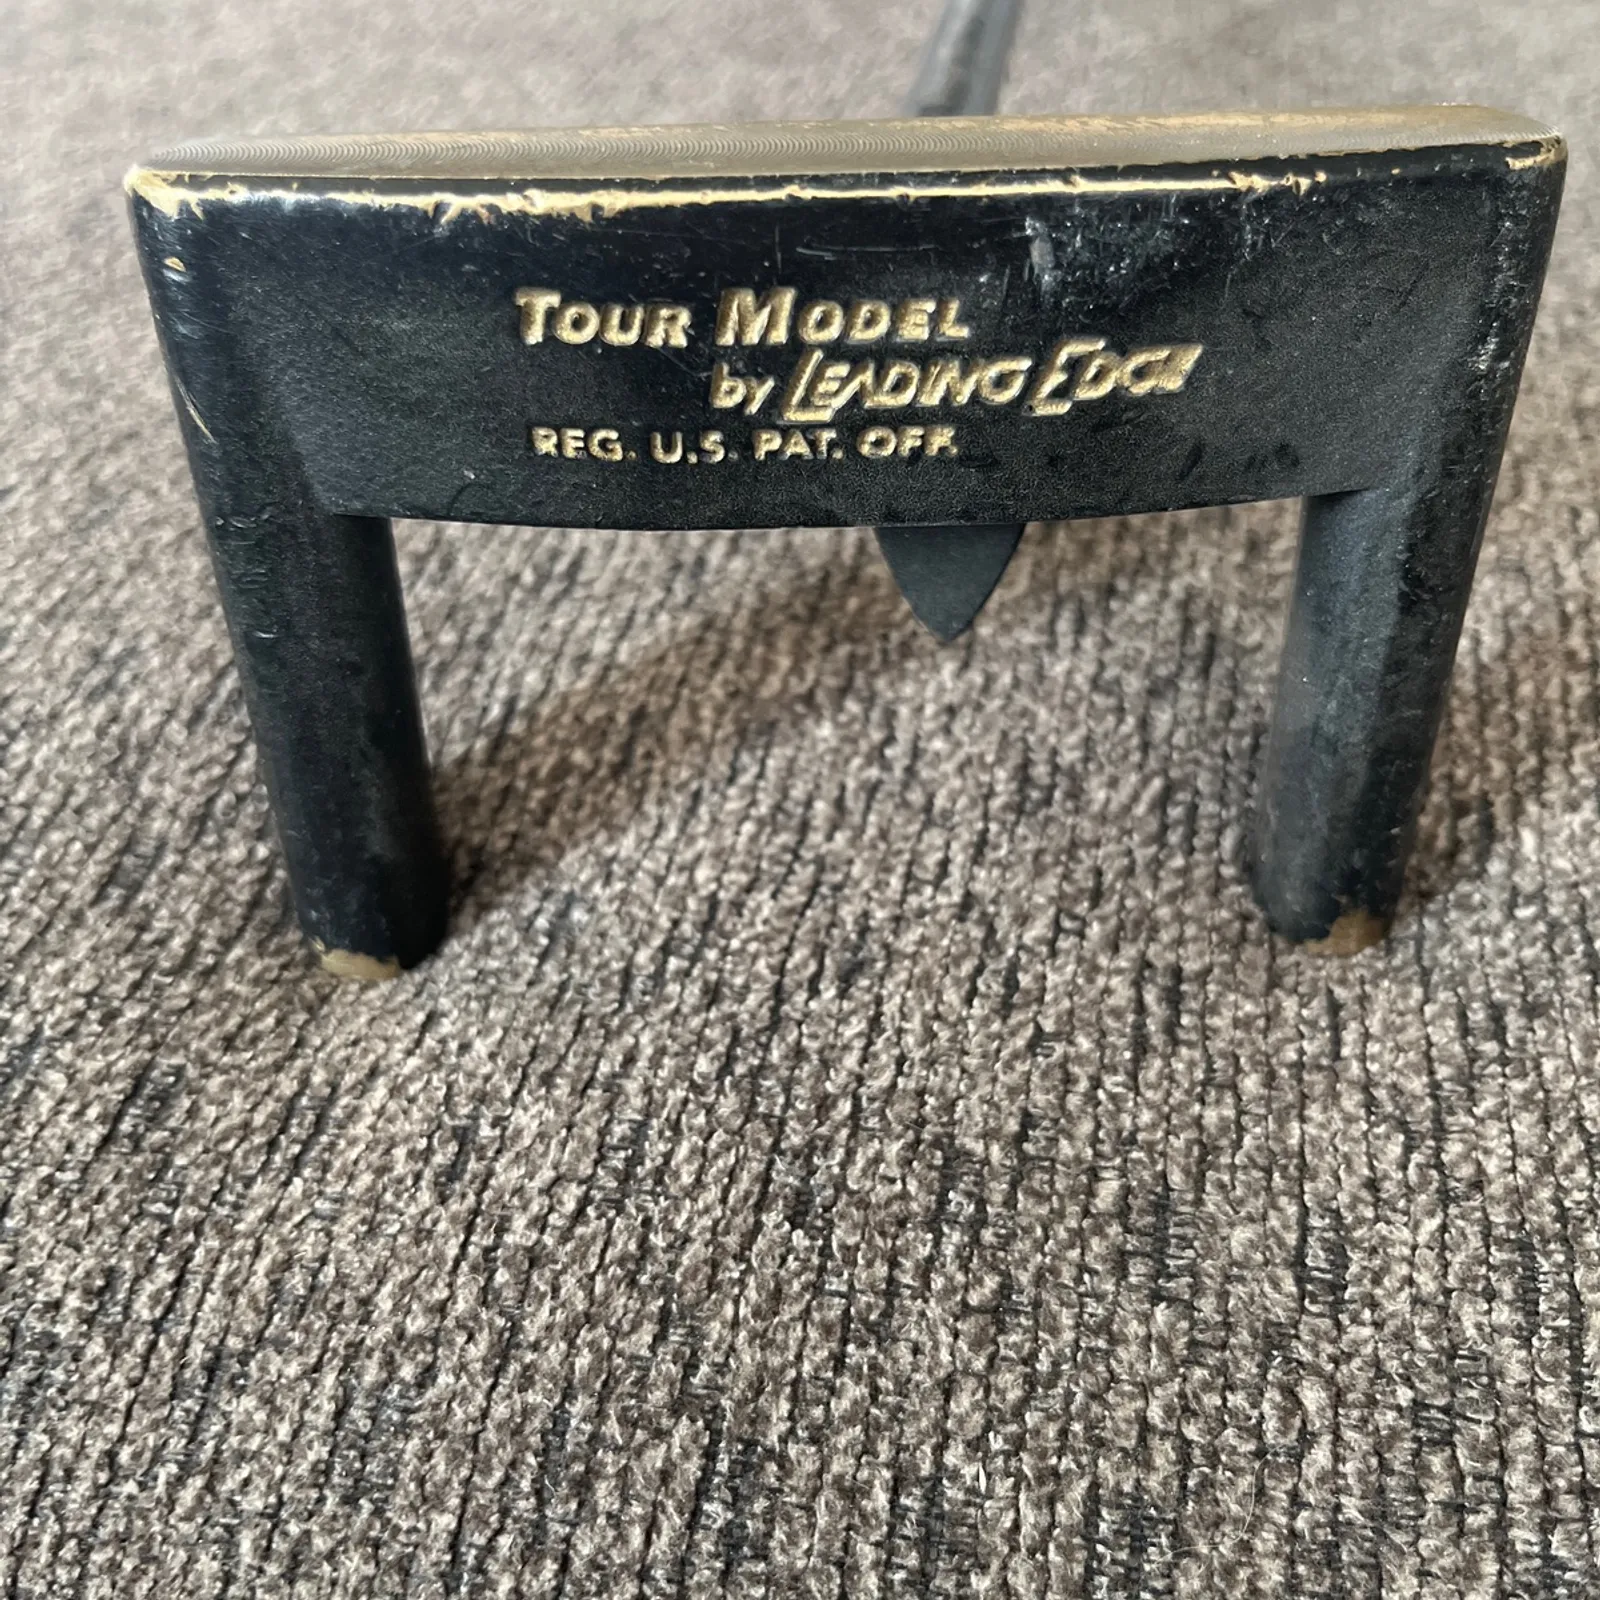 TOUR MODEL
by LEADING EDGE
REG. U.S. PAT. OFF.